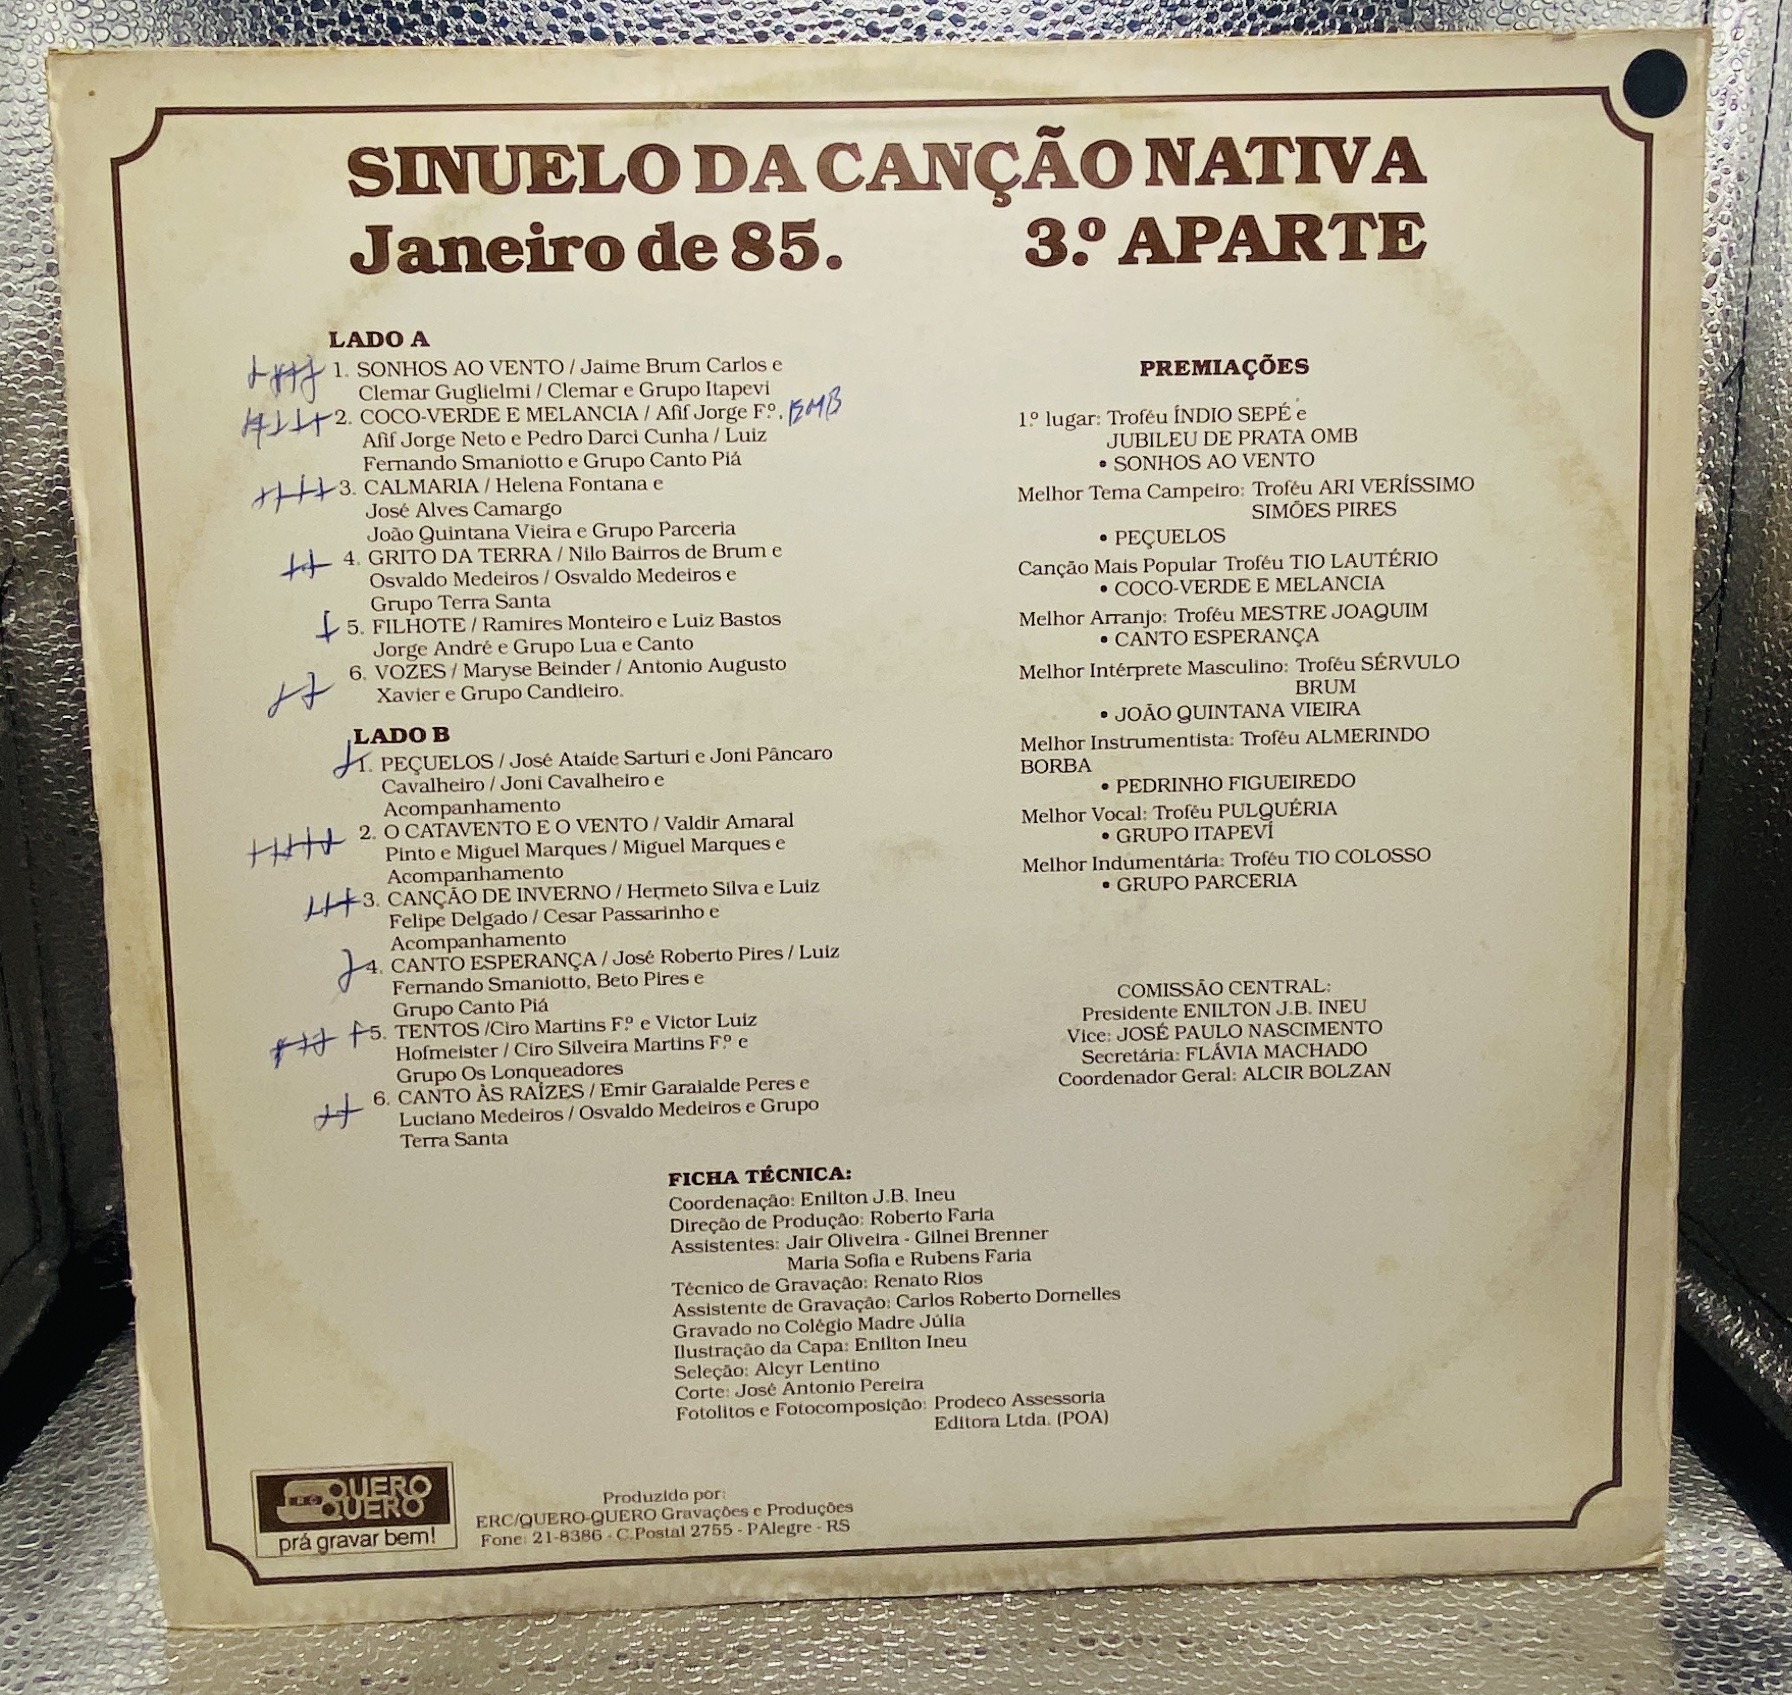 SINUELO DA CANÇÃO NATIVA
Janeiro de 85. 3.º APARTE
LADO A
1. SONHOS AO VENTO / Jaime Brum Carlos e
Clemar Guglielmi / Clemar e Grupo Itapevi
2. COCO-VERDE E MELANCIA / Afif Jorge F.º,
Afif Jorge Neto e Pedro Darci Cunha / Luiz
Fernando Smaniotto e Grupo Canto Piá
3. CALMARIA / Helena Fontana e
José Alves Camargo
João Quintana Vieira e Grupo Parceria
4. GRITO DA TERRA / Nilo Bairros de Brum e
Osvaldo Medeiros / Osvaldo Medeiros e
Grupo Terra Santa
5. FILHOTE / Ramires Monteiro e Luiz Bastos
Jorge André e Grupo Lua e Canto
6. VOZES / Maryse Beinder / Antonio Augusto
Xavier e Grupo Candieiro.
LADO B
1. PEÇUELOS / José Ataíde Sarturi e Joni Pâncaro
Cavalheiro / Joni Cavalheiro e
Acompanhamento
2. O CATAVENTO E O VENTO / Valdir Amaral
Pinto e Miguel Marques / Miguel Marques e
Acompanhamento
3. CANÇÃO DE INVERNO / Hermeto Silva e Luiz
Felipe Delgado / Cesar Passarinho e
Acompanhamento
4. CANTO ESPERANÇA / José Roberto Pires / Luiz
Fernando Smaniotto, Beto Pires e
Grupo Canto Piá
5. TENTOS /Ciro Martins F.º e Victor Luiz
Hofmeister / Ciro Silveira Martins F.º e
Grupo Os Lonqueadores
6. CANTO ÀS RAÍZES / Emir Garaialde Peres e
Luciano Medeiros / Osvaldo Medeiros e Grupo
Terra Santa
PREMIAÇÕES
1.º lugar: Troféu ÍNDIO SEPÉ e
JUBILEU DE PRATA OMB
• SONHOS AO VENTO
Melhor Tema Campeiro: Troféu ARI VERÍSSIMO
SIMÕES PIRES
• PEÇUELOS
Canção Mais Popular Troféu TIO LAUTÉRIO
• COCO-VERDE E MELANCIA
Melhor Arranjo: Troféu MESTRE JOAQUIM
• CANTO ESPERANÇA
Melhor Intérprete Masculino: Troféu SÉRVULO
BRUM
• JOÃO QUINTANA VIEIRA
Melhor Instrumentista: Troféu ALMERINDO
BORBA
• PEDRINHO FIGUEIREDO
Melhor Vocal: Troféu PULQUÉRIA
• GRUPO ITAPEVÍ
Melhor Indumentária: Troféu TIO COLOSSO
• GRUPO PARCERIA
COMISSÃO CENTRAL:
Presidente ENILTON J.B. INEU
Vice: JOSÉ PAULO NASCIMENTO
Secretária: FLÁVIA MACHADO
Coordenador Geral: ALCIR BOLZAN
FICHA TÉCNICA:
Coordenação: Enilton J.B. Ineu
Direção de Produção: Roberto Faria
Assistentes: Jair Oliveira - Gilnei Brenner
Maria Sofia e Rubens Faria
Técnico de Gravação: Renato Rios
Assistente de Gravação: Carlos Roberto Dornelles
Gravado no Colégio Madre Júlia
Ilustração da Capa: Enilton Ineu
Seleção: Alcyr Lentino
Corte: José Antonio Pereira
Fotolitos e Fotocomposição: Prodeco Assessoria
Editora Ltda. (POA)
ERC
QUERO
QUERO
prá gravar bem!
Produzido por:
ERC/QUERO-QUERO Gravações e Produções
Fone: 21-8386 - C.Postal 2755 - PAlegre - RS